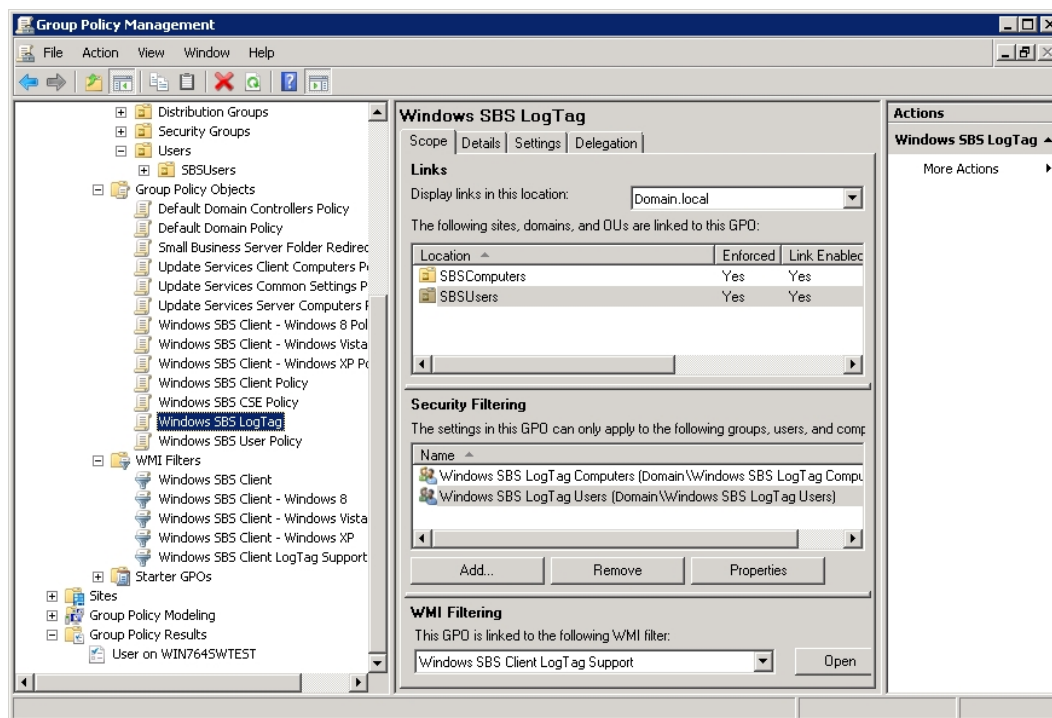 Group Policy Management
File Action View Window Help
Distribution Groups
Security Groups
Users
SBSUsers
Group Policy Objects
Default Domain Controllers Policy
Default Domain Policy
Small Business Server Folder Redirec
Update Services Client Computers P
Update Services Common Settings P
Update Services Server Computers P
Windows SBS Client - Windows 8 Pol
Windows SBS Client - Windows Vista
Windows SBS Client - Windows XP Po
Windows SBS Client Policy
Windows SBS CSE Policy
Windows SBS LogTag
Windows SBS User Policy
WMI Filters
Windows SBS Client
Windows SBS Client - Windows 8
Windows SBS Client - Windows Vista
Windows SBS Client - Windows XP
Windows SBS Client LogTag Support
Starter GPOs
Sites
Group Policy Modeling
Group Policy Results
User on WIN764SWTEST
Windows SBS LogTag
Scope Details Settings Delegation
Links
Display links in this location: Domain.local
The following sites, domains, and OUs are linked to this GPO:
Location Enforced Link Enabled
SBSComputers Yes Yes
SBSUsers Yes Yes
Security Filtering
The settings in this GPO can only apply to the following groups, users, and comp
Name
Windows SBS LogTag Computers (Domain\Windows SBS LogTag Compu
Windows SBS LogTag Users (Domain\Windows SBS LogTag Users)
Add... Remove Properties
WMI Filtering
This GPO is linked to the following WMI filter:
Windows SBS Client LogTag Support Open
Actions
Windows SBS LogTag
More Actions